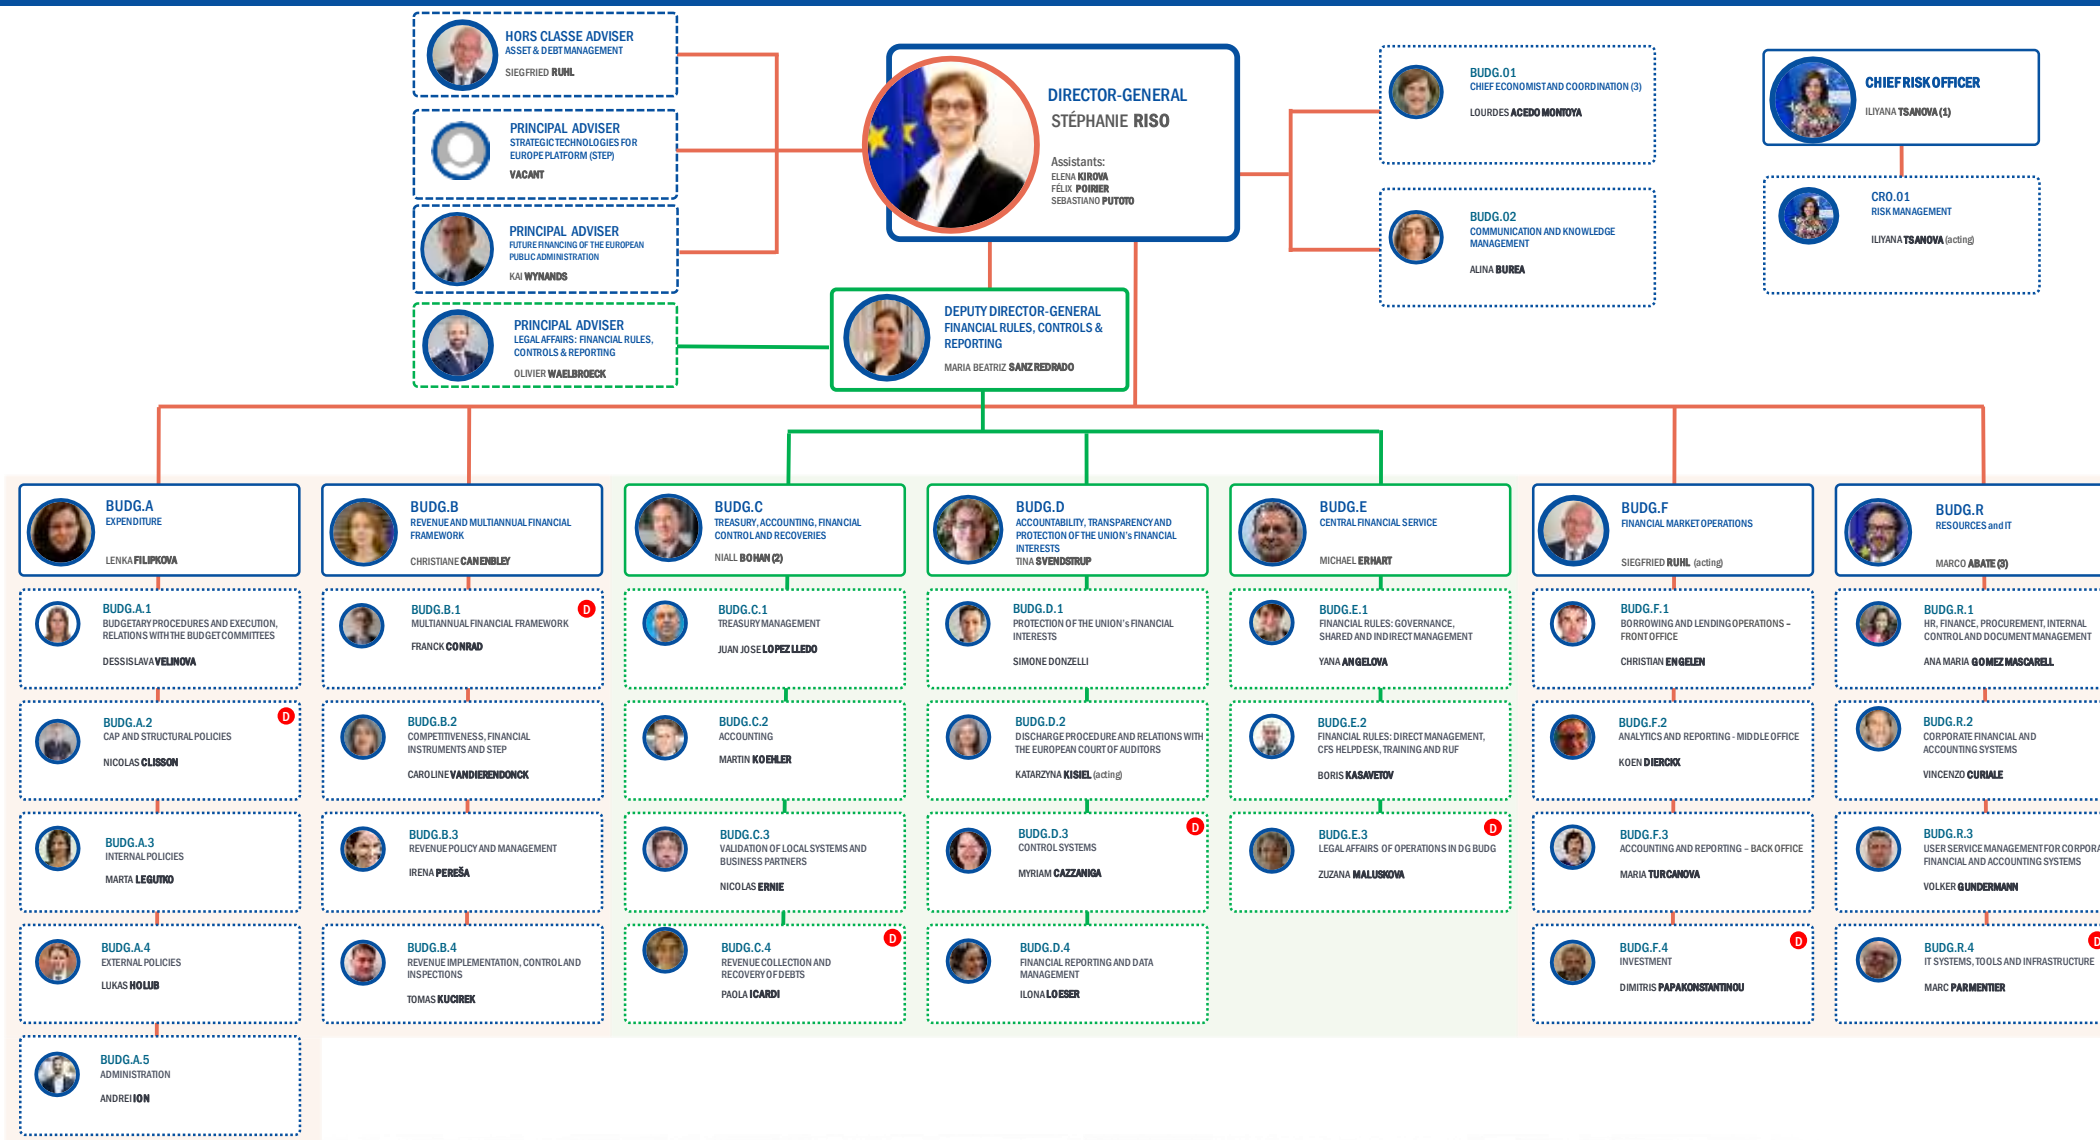 HORS CLASSE ADVISER
ASSET & DEBT MANAGEMENT
SIEGFRIED RUHL
PRINCIPAL ADVISER
STRATEGIC TECHNOLOGIES FOR
EUROPE PLATFORM (STEP)
VACANT
PRINCIPAL ADVISER
FUTURE FINANCING OF THE EUROPEAN
PUBLIC ADMINISTRATION
KAI WYNANDS
PRINCIPAL ADVISER
LEGAL AFFAIRS: FINANCIAL RULES,
CONTROLS & REPORTING
OLIVIER WAELBROECK
DIRECTOR-GENERAL
STÉPHANIE RISO
Assistants:
ELENA KIROVA
FÉLIX POIRIER
SEBASTIANO PUTOTO
DEPUTY DIRECTOR-GENERAL
FINANCIAL RULES, CONTROLS &
REPORTING
MARIA BEATRIZ SANZ REDRADO
BUDG.01
CHIEF ECONOMIST AND COORDINATION (3)
LOURDES ACEDO MONTOYA
BUDG.02
COMMUNICATION AND KNOWLEDGE
MANAGEMENT
ALINA BUREA
CHIEF RISK OFFICER
ILIYANA TSANOVA (1)
CRO.01
RISK MANAGEMENT
ILIYANA TSANOVA (acting)
BUDG.A
EXPENDITURE
LENKA FILIPKOVA
BUDG.A.1
BUDGETARY PROCEDURES AND EXECUTION,
RELATIONS WITH THE BUDGET COMMITTEES
DESSISLAVA VELINOVA
BUDG.A.2
D
CAP AND STRUCTURAL POLICIES
NICOLAS CLISSON
BUDG.A.3
INTERNAL POLICIES
MARTA LEGUTKO
BUDG.A.4
EXTERNAL POLICIES
LUKAS HOLUB
BUDG.A.5
ADMINISTRATION
ANDREI ION
BUDG.B
REVENUE AND MULTIANNUAL FINANCIAL
FRAMEWORK
CHRISTIANE CANENBLEY
BUDG.B.1
D
MULTIANNUAL FINANCIAL FRAMEWORK
FRANCK CONRAD
BUDG.B.2
COMPETITIVENESS, FINANCIAL
INSTRUMENTS AND STEP
CAROLINE VANDIERENDONCK
BUDG.B.3
REVENUE POLICY AND MANAGEMENT
IRENA PEREŠA
BUDG.B.4
REVENUE IMPLEMENTATION, CONTROL AND
INSPECTIONS
TOMAS KUCIREK
BUDG.C
TREASURY, ACCOUNTING, FINANCIAL
CONTROL AND RECOVERIES
NIALL BOHAN (2)
BUDG.C.1
TREASURY MANAGEMENT
JUAN JOSE LOPEZ LLEDO
BUDG.C.2
ACCOUNTING
MARTIN KOEHLER
BUDG.C.3
VALIDATION OF LOCAL SYSTEMS AND
BUSINESS PARTNERS
NICOLAS ERNIE
BUDG.C.4
D
REVENUE COLLECTION AND
RECOVERY OF DEBTS
PAOLA ICARDI
BUDG.D
ACCOUNTABILITY, TRANSPARENCY AND
PROTECTION OF THE UNION's FINANCIAL
INTERESTS
TINA SVENDSTRUP
BUDG.D.1
PROTECTION OF THE UNION's FINANCIAL
INTERESTS
SIMONE DONZELLI
BUDG.D.2
DISCHARGE PROCEDURE AND RELATIONS WITH
THE EUROPEAN COURT OF AUDITORS
KATARZYNA KISIEL (acting)
BUDG.D.3
D
CONTROL SYSTEMS
MYRIAM CAZZANIGA
BUDG.D.4
FINANCIAL REPORTING AND DATA
MANAGEMENT
ILONA LOESER
BUDG.E
CENTRAL FINANCIAL SERVICE
MICHAEL ERHART
BUDG.E.1
FINANCIAL RULES: GOVERNANCE,
SHARED AND INDIRECT MANAGEMENT
YANA ANGELOVA
BUDG.E.2
FINANCIAL RULES: DIRECT MANAGEMENT,
CFS HELPDESK, TRAINING AND RUF
BORIS KASAVETOV
BUDG.E.3
D
LEGAL AFFAIRS OF OPERATIONS IN DG BUDG
ZUZANA MALUSKOVA
BUDG.F
FINANCIAL MARKET OPERATIONS
SIEGFRIED RUHL (acting)
BUDG.F.1
BORROWING AND LENDING OPERATIONS –
FRONT OFFICE
CHRISTIAN ENGELEN
BUDG.F.2
ANALYTICS AND REPORTING - MIDDLE OFFICE
KOEN DIERCKX
BUDG.F.3
ACCOUNTING AND REPORTING – BACK OFFICE
MARIA TURCANOVA
BUDG.F.4
D
INVESTMENT
DIMITRIS PAPAKONSTANTINOU
BUDG.R
RESOURCES and IT
MARCO ABATE (3)
BUDG.R.1
HR, FINANCE, PROCUREMENT, INTERNAL
CONTROL AND DOCUMENT MANAGEMENT
ANA MARIA GOMEZ MASCARELL
BUDG.R.2
CORPORATE FINANCIAL AND
ACCOUNTING SYSTEMS
VINCENZO CURIALE
BUDG.R.3
USER SERVICE MANAGEMENT FOR CORPORA
FINANCIAL AND ACCOUNTING SYSTEMS
VOLKER GUNDERMANN
BUDG.R.4
D
IT SYSTEMS, TOOLS AND INFRASTRUCTURE
MARC PARMENTIER